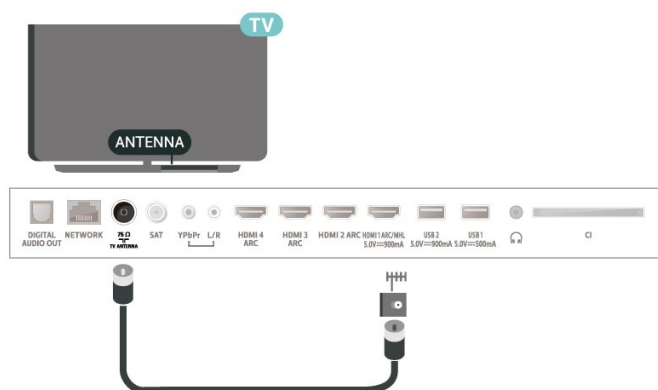 TV
ANTENNA
DIGITAL
AUDIO OUT
NETWORK
75 Ω
TV ANTENNA
SAT
YPbPr
L/R
HDMI 4
ARC
HDMI 3
ARC
HDMI 2 ARC
HDMI 1 ARC/MHL
5.0V⎓900mA
USB 2
5.0V⎓900mA
USB 1
5.0V⎓500mA
CI